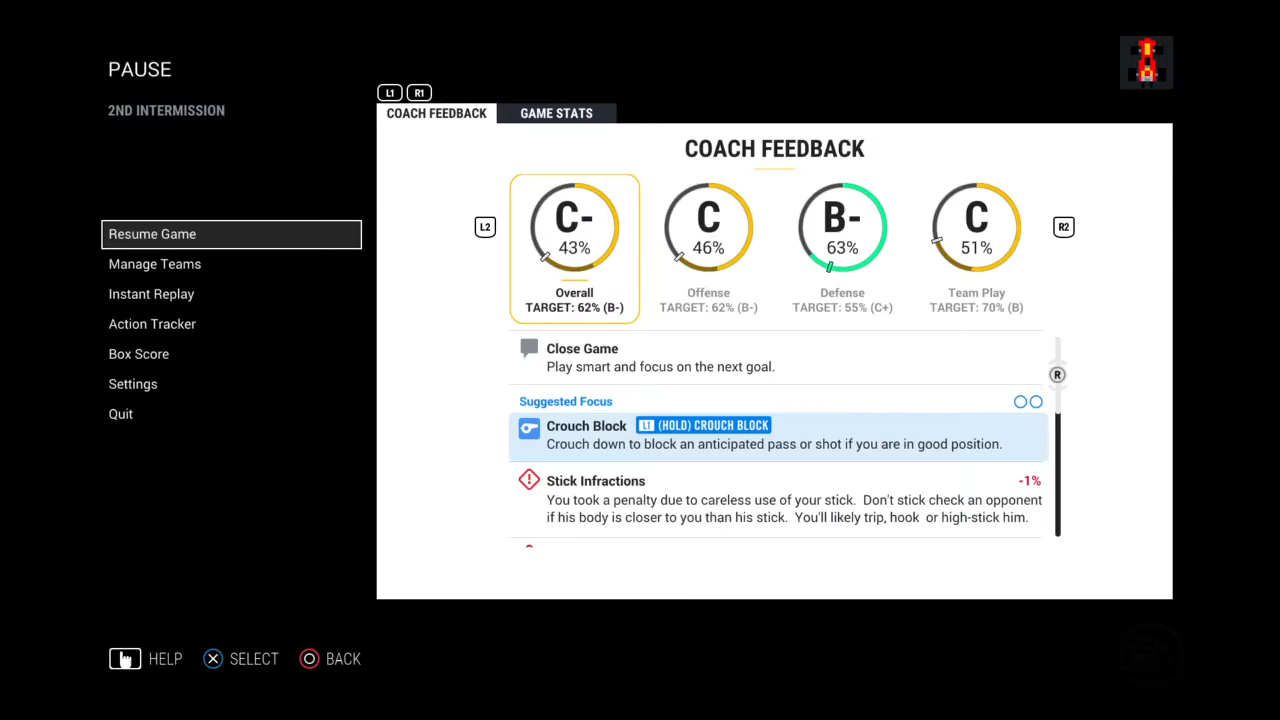 PAUSE
2ND INTERMISSION
Resume Game
Manage Teams
Instant Replay
Action Tracker
Box Score
Settings
Quit
L1 R1
COACH FEEDBACK GAME STATS
COACH FEEDBACK
L2
C-
43%
Overall
TARGET: 62% (B-)
C
46%
Offense
TARGET: 62% (B-)
B-
63%
Defense
TARGET: 55% (C+)
C
51%
Team Play
TARGET: 70% (B)
R2
Close Game
Play smart and focus on the next goal.
R
Suggested Focus
Crouch Block L1 (HOLD) CROUCH BLOCK
Crouch down to block an anticipated pass or shot if you are in good position.
Stick Infractions -1%
You took a penalty due to careless use of your stick. Don't stick check an opponent
if his body is closer to you than his stick. You'll likely trip, hook or high-stick him.
HELP SELECT BACK